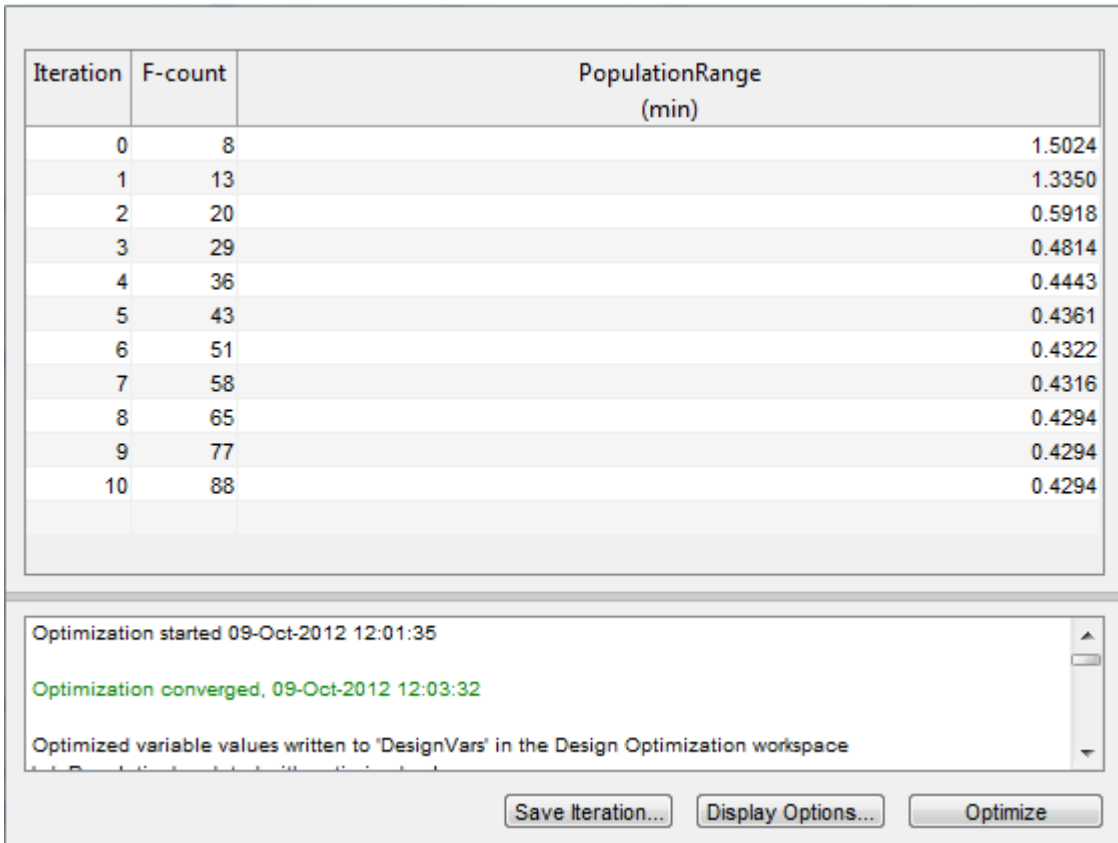 Iteration F-count PopulationRange
(min)
0 8 1.5024
1 13 1.3350
2 20 0.5918
3 29 0.4814
4 36 0.4443
5 43 0.4361
6 51 0.4322
7 58 0.4316
8 65 0.4294
9 77 0.4294
10 88 0.4294
Optimization started 09-Oct-2012 12:01:35
Optimization converged, 09-Oct-2012 12:03:32
Optimized variable values written to 'DesignVars' in the Design Optimization workspace
Save Iteration... Display Options... Optimize